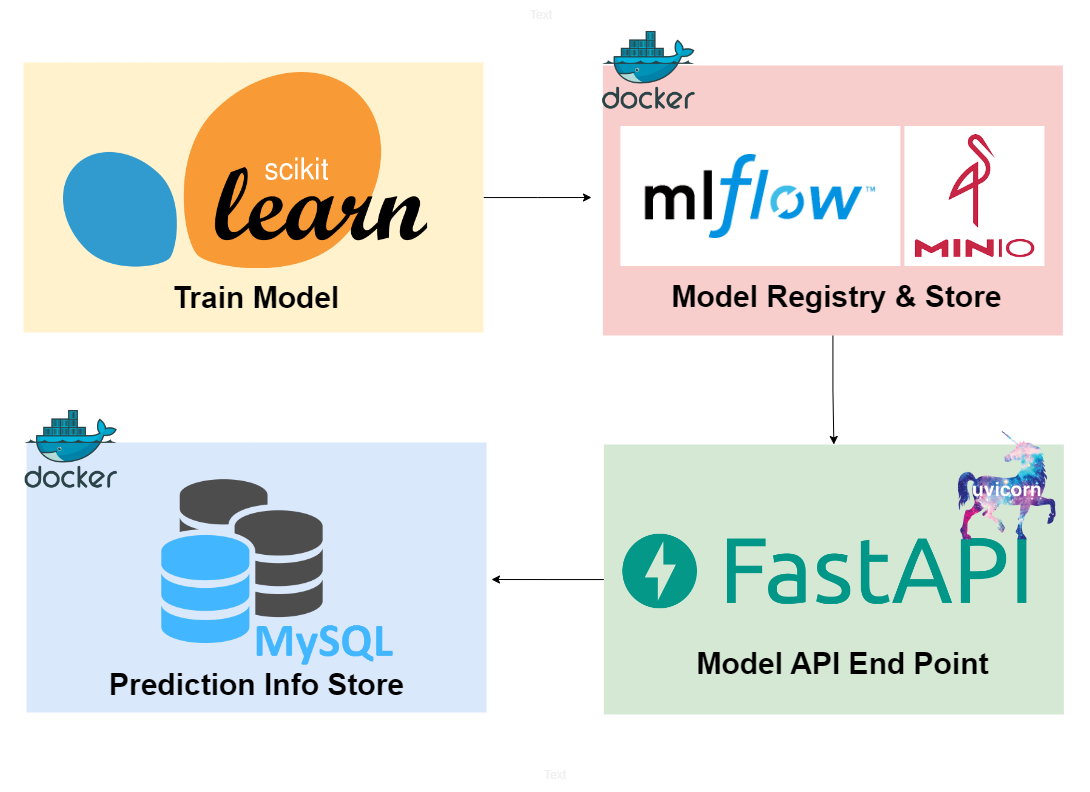 Text
docker
scikit
learn
Train Model
mlflow™
MINIO
Model Registry & Store
docker
MySQL
Prediction Info Store
uvicorn
FastAPI
Model API End Point
Text